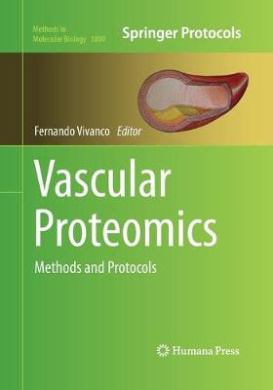 Methods in
Molecular Biology 1000
Springer Protocols
Fernando Vivanco Editor
Vascular
Proteomics
Methods and Protocols
Humana Press